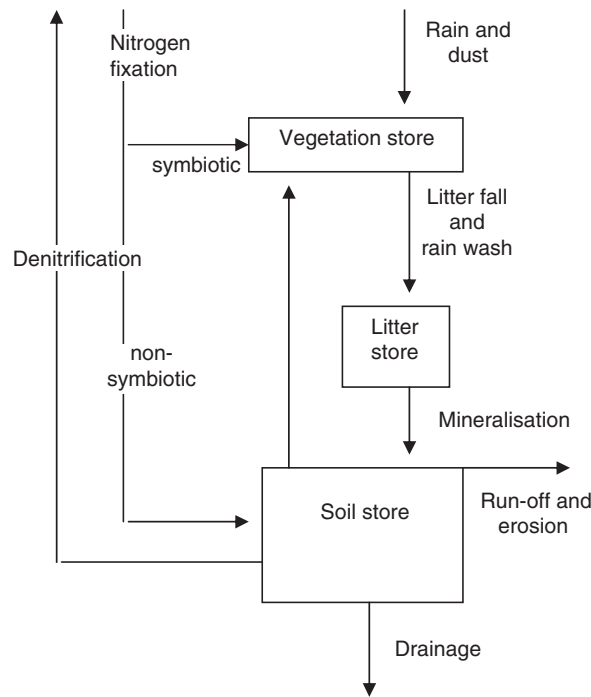 Nitrogen
fixation
Rain and
dust
Vegetation store
symbiotic
Litter fall
and
rain wash
Denitrification
Litter
store
non-
symbiotic
Mineralisation
Soil store
Run-off and
erosion
Drainage